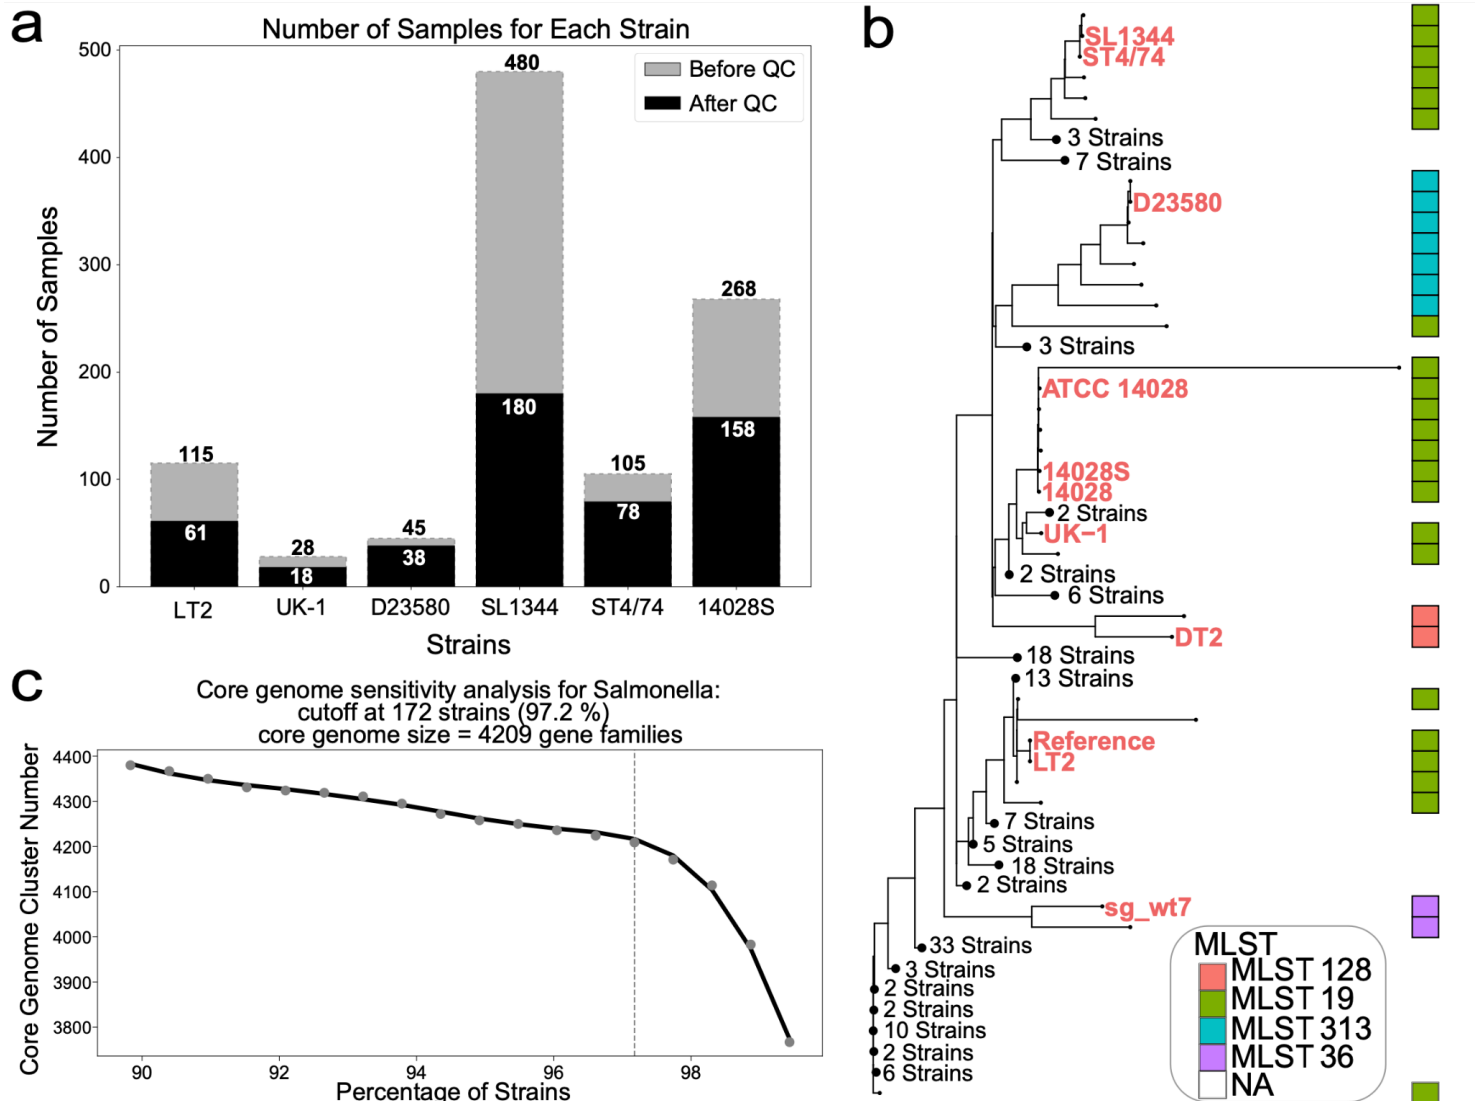 a
Number of Samples for Each Strain
Number of Samples
500
400
300
200
100
0
Before QC
After QC
115
61
28
18
45
38
480
180
105
78
268
158
LT2
UK-1
D23580
SL1344
ST4/74
14028S
Strains
b
SL1344
ST4/74
3 Strains
7 Strains
D23580
3 Strains
ATCC 14028
14028S
14028
2 Strains
UK−1
2 Strains
6 Strains
DT2
18 Strains
13 Strains
Reference
LT2
7 Strains
5 Strains
18 Strains
2 Strains
sg_wt7
33 Strains
3 Strains
2 Strains
2 Strains
10 Strains
2 Strains
6 Strains
MLST
MLST 128
MLST 19
MLST 313
MLST 36
NA
c
Core genome sensitivity analysis for Salmonella:
cutoff at 172 strains (97.2 %)
core genome size = 4209 gene families
Core Genome Cluster Number
4400
4300
4200
4100
4000
3900
3800
90
92
94
96
98
Percentage of Strains